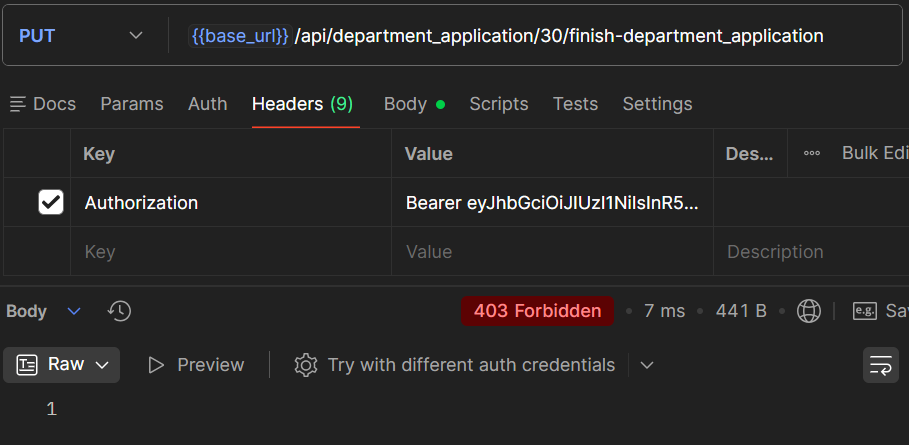 PUT {{base_url}} /api/department_application/30/finish-department_application
Docs Params Auth Headers (9) Body Scripts Tests Settings
Key Value Des... Bulk Edi
Authorization Bearer eyJhbGciOiJIUzI1NiIsInR5...
Key Value Description
Body 403 Forbidden 7 ms 441 B e.g. Sav
Raw Preview Try with different auth credentials
1